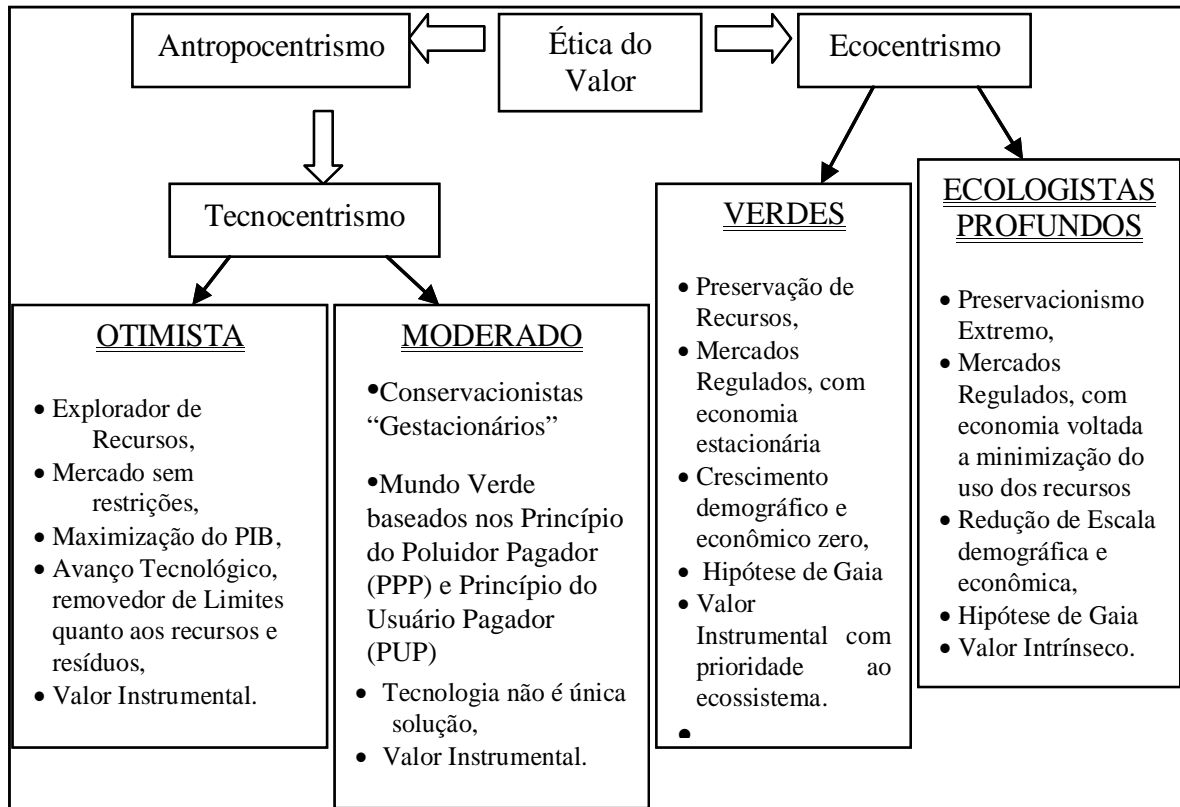 Antropocentrismo
Ética do
Valor
Ecocentrismo
Tecnocentrismo
OTIMISTA
• Explorador de
Recursos,
• Mercado sem
restrições,
• Maximização do PIB,
• Avanço Tecnológico,
removedor de Limites
quanto aos recursos e
resíduos,
• Valor Instrumental.
MODERADO
•Conservacionistas
“Gestacionários”
•Mundo Verde
baseados nos Princípio
do Poluidor Pagador
(PPP) e Princípio do
Usuário Pagador
(PUP)
• Tecnologia não é única
solução,
• Valor Instrumental.
VERDES
• Preservação de
Recursos,
• Mercados
Regulados, com
economia
estacionária
• Crescimento
demográfico e
econômico zero,
• Hipótese de Gaia
• Valor
Instrumental com
prioridade ao
ecossistema.
•
ECOLOGISTAS
PROFUNDOS
• Preservacionismo
Extremo,
• Mercados
Regulados, com
economia voltada
a minimização do
uso dos recursos
• Redução de Escala
demográfica e
econômica,
• Hipótese de Gaia
• Valor Intrínseco.